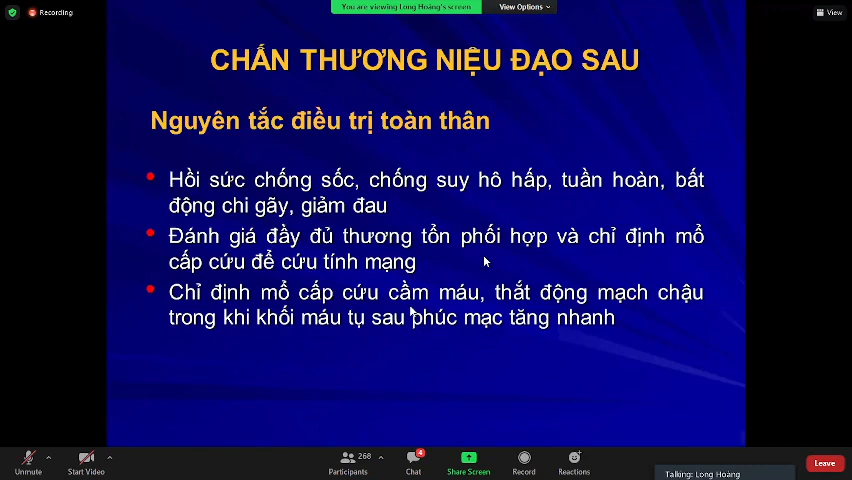 Recording
You are viewing Long Hoàng's screen
View Options
View
CHẤN THƯƠNG NIỆU ĐẠO SAU
Nguyên tắc điều trị toàn thân
Hồi sức chống sốc, chống suy hô hấp, tuần hoàn, bất
động chi gãy, giảm đau
Đánh giá đầy đủ thương tổn phối hợp và chỉ định mổ
cấp cứu để cứu tính mạng
Chỉ định mổ cấp cứu cầm máu, thắt động mạch chậu
trong khi khối máu tụ sau phúc mạc tăng nhanh
Unmute
Start Video
Participants
268
Chat
4
Share Screen
Record
Reactions
Talking: Long Hoàng
Leave